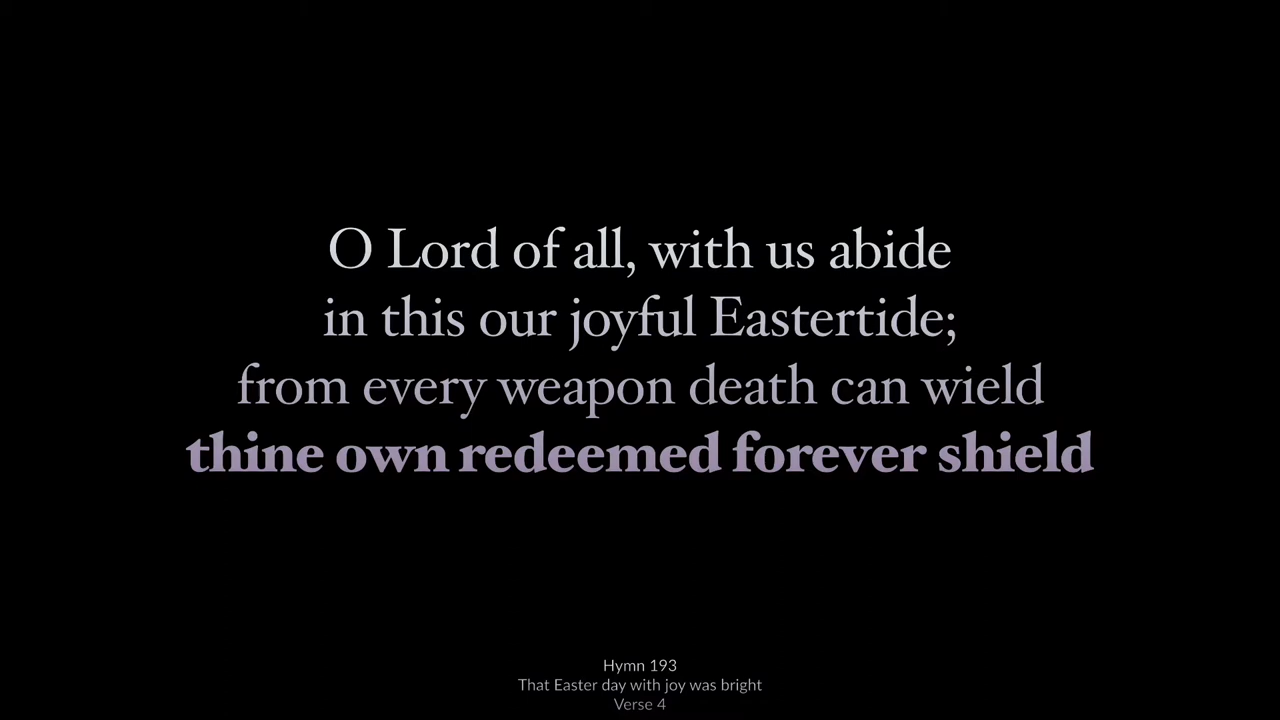 O Lord of all, with us abide
in this our joyful Eastertide;
from every weapon death can wield
thine own redeemed forever shield
Hymn 193
That Easter day with joy was bright
Verse 4